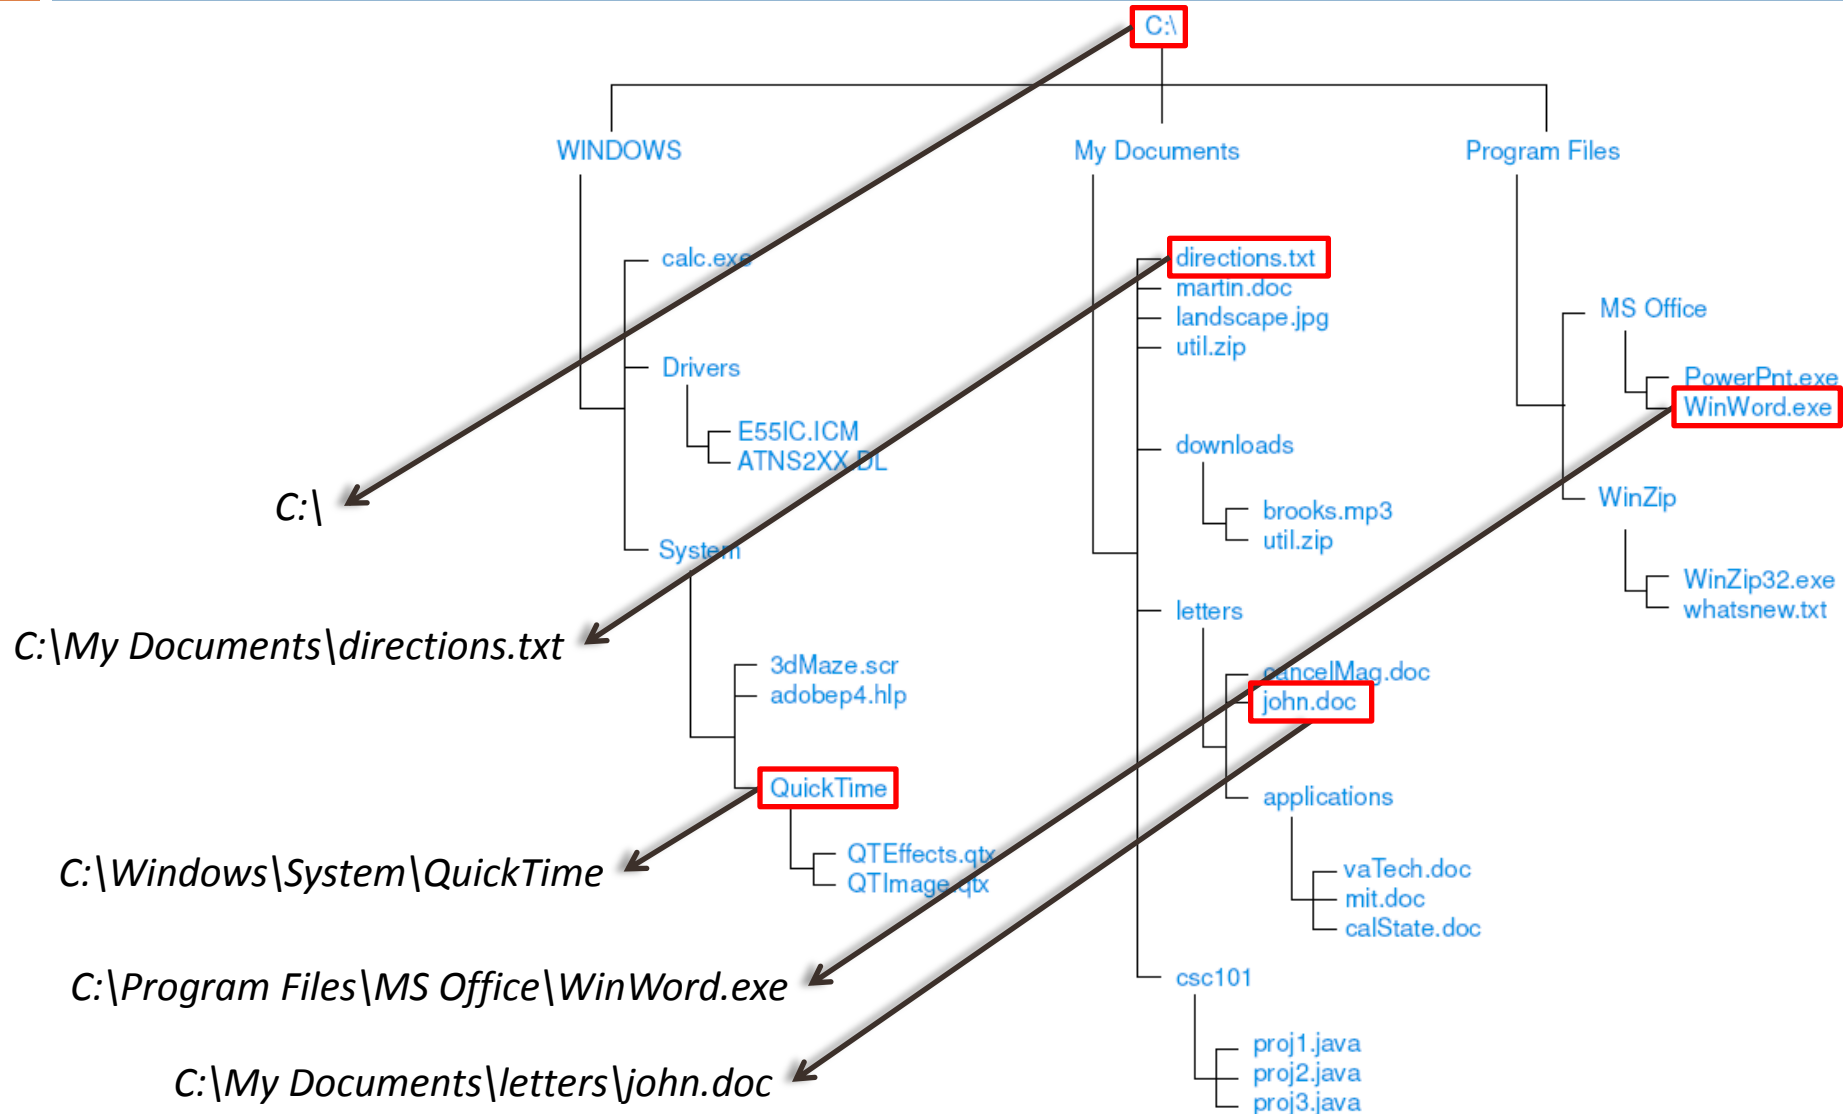 C:\
WINDOWS
My Documents
Program Files
calc.exe
directions.txt
martin.doc
landscape.jpg
util.zip
MS Office
Drivers
PowerPnt.exe
WinWord.exe
E55IC.ICM
ATNS2XX.DL
downloads
C:\
brooks.mp3
util.zip
WinZip
System
WinZip32.exe
whatsnew.txt
letters
C:\My Documents\directions.txt
3dMaze.scr
adobep4.hlp
cancelMag.doc
john.doc
QuickTime
applications
C:\Windows\System\QuickTime
QTEffects.qtx
QTImage.qtx
vaTech.doc
mit.doc
calState.doc
C:\Program Files\MS Office\WinWord.exe
csc101
C:\My Documents\letters\john.doc
proj1.java
proj2.java
proj3.java